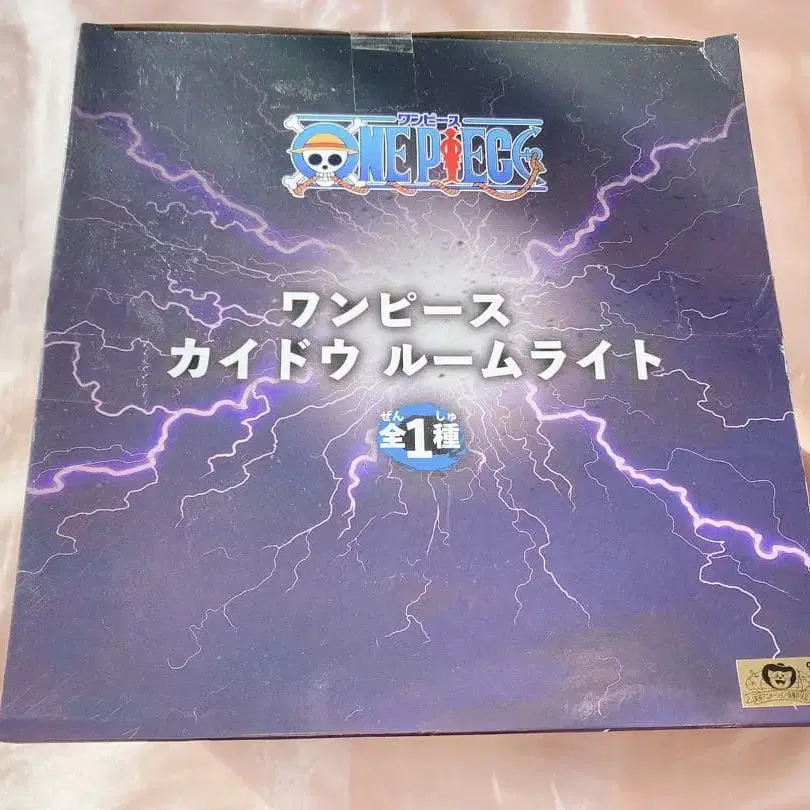 ワンピース
ONE PIECE
ワンピース
カイドウ ルームライト
ぜん しゅ
全1種